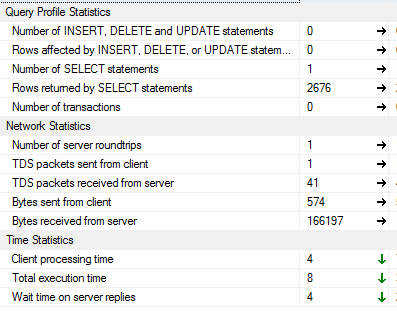 Query Profile Statistics
Number of INSERT, DELETE and UPDATE statements 0
Rows affected by INSERT, DELETE, or UPDATE statem... 0
Number of SELECT statements 1
Rows returned by SELECT statements 2676
Number of transactions 0
Network Statistics
Number of server roundtrips 1
TDS packets sent from client 1
TDS packets received from server 41
Bytes sent from client 574
Bytes received from server 166197
Time Statistics
Client processing time 4
Total execution time 8
Wait time on server replies 4